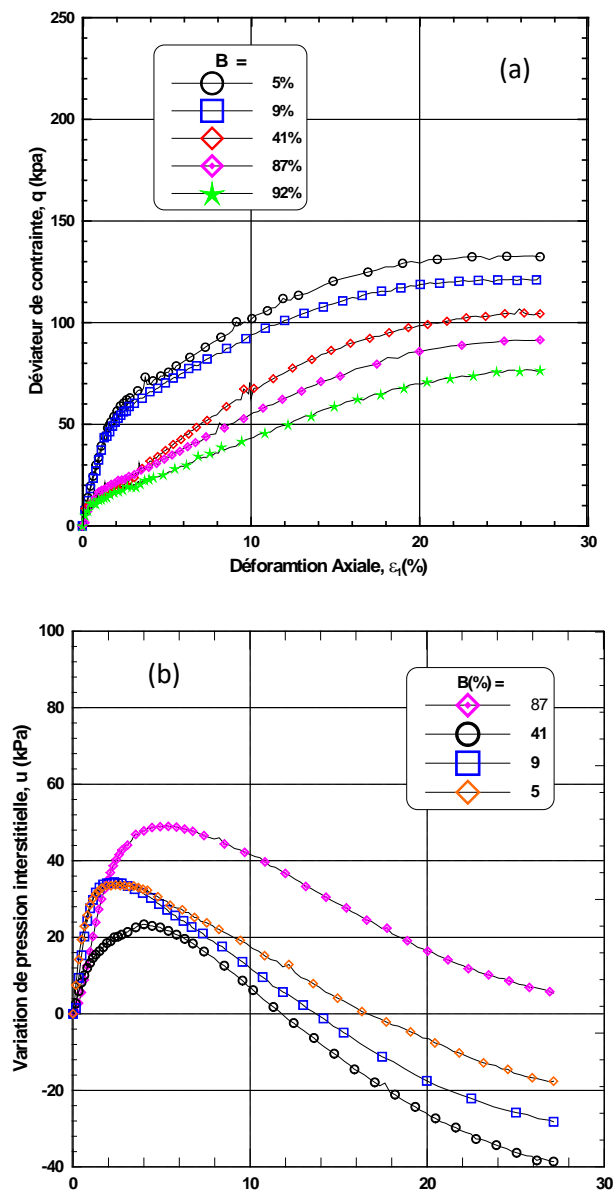 250
200
150
100
50
0
Déviateur de contrainte, q (kpa)
B =
5%
9%
41%
87%
92%
(a)
0 10 20 30
Déforamtion Axiale, ε1(%)
100
80
60
40
20
0
-20
-40
Variation de pression interstitielle, u (kPa)
(b)
B(%) =
87
41
9
5
0 10 20 30